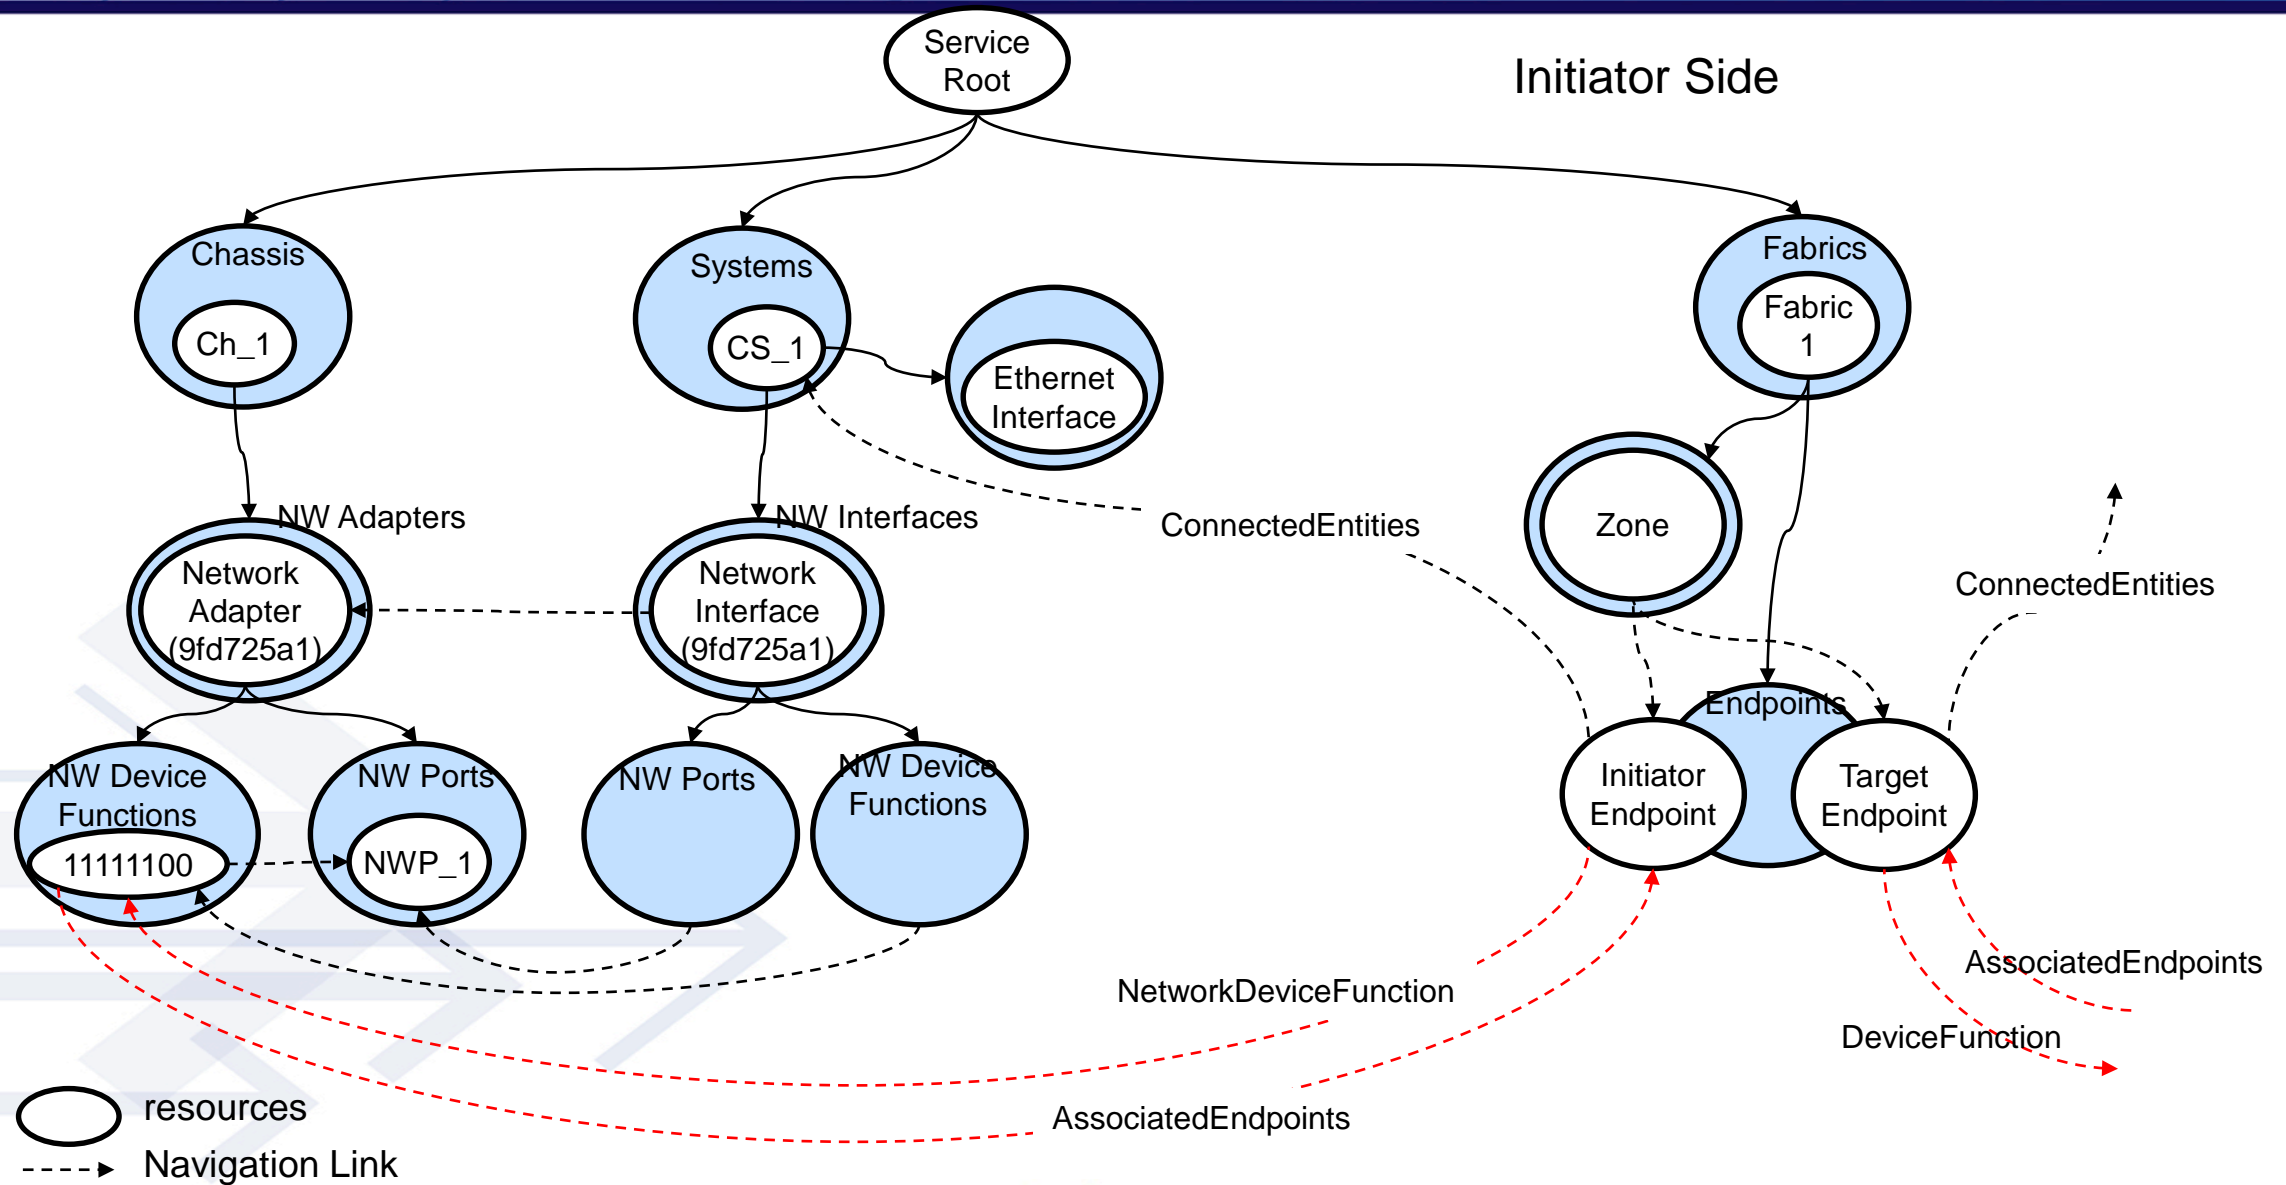 Service
Root
Initiator Side
Chassis
Systems
Fabrics
Ch_1
CS_1
Ethernet
Interface
Fabric
1
NW Adapters
NW Interfaces
ConnectedEntities
Zone
ConnectedEntities
Network
Adapter
(9fd725a1)
Network
Interface
(9fd725a1)
Endpoints
NW Device
Functions
NW Ports
NW Ports
NW Device
Functions
Initiator
Endpoint
Target
Endpoint
11111100
NWP_1
NetworkDeviceFunction
AssociatedEndpoints
DeviceFunction
AssociatedEndpoints
resources
Navigation Link